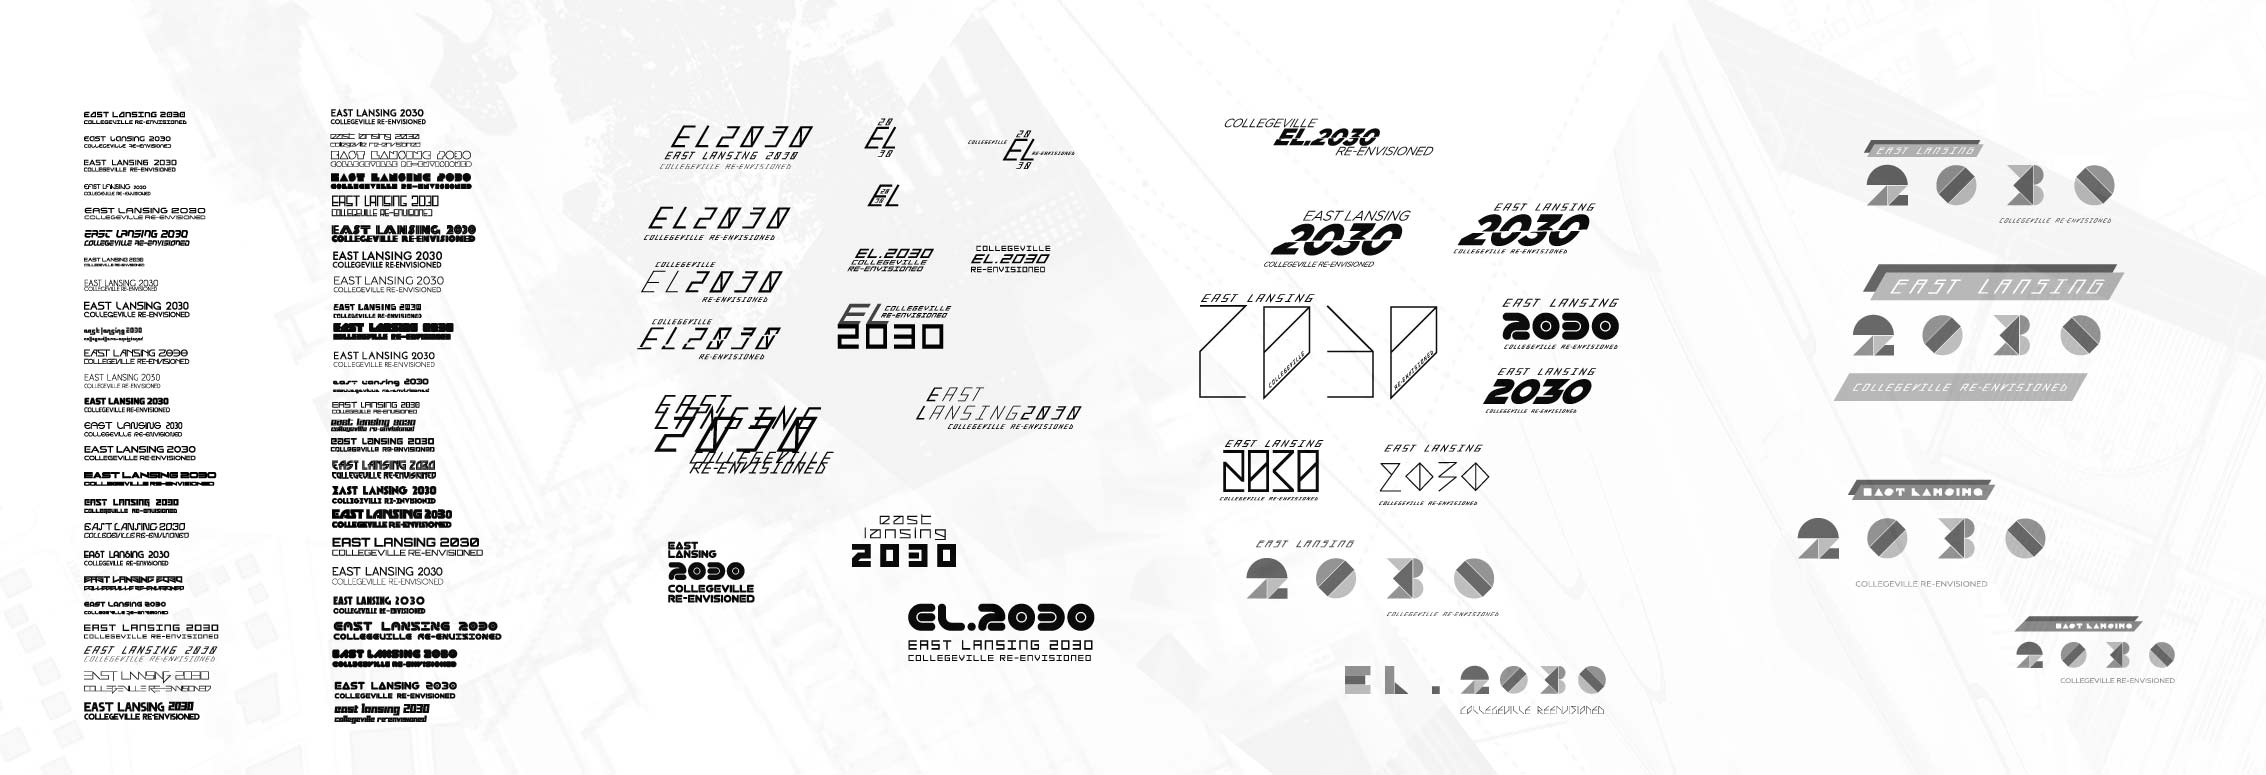 EAST LANSING 2030
COLLEGEVILLE RE-ENVISIONED
EAST LANSING 2030
COLLEGEVILLE RE-ENVISIONED
EAST LANSING 2030
COLLEGEVILLE RE-ENVISIONED
EAST LANSING 2030
COLLEGEVILLE RE-ENVISIONED
EAST LANSING 2030
COLLEGEVILLE RE-ENVISIONED
EAST LANSING 2030
COLLEGEVILLE RE-ENVISIONED
EAST LANSING 2030
COLLEGEVILLE RE-ENVISIONED
EAST LANSING 2030
COLLEGEVILLE RE-ENVISIONED
EAST LANSING 2030
COLLEGEVILLE RE-ENVISIONED
east lansing 2030
collegeville re-envisioned
EAST LANSING 2030
COLLEGEVILLE RE-ENVISIONED
EAST LANSING 2030
COLLEGEVILLE RE-ENVISIONED
EAST LANSING 2030
COLLEGEVILLE RE-ENVISIONED
EAST LANSING 2030
COLLEGEVILLE RE-ENVISIONED
EAST LANSING 2030
COLLEGEVILLE RE-ENVISIONED
EAST LANSING 2030
COLLEGEVILLE RE-ENVISIONED
EAST LANSING 2030
COLLEGEVILLE RE-ENVISIONED
EAST LANSING 2030
COLLEGEVILLE RE-ENVISIONED
EAST LANSING 2030
COLLEGEVILLE RE-ENVISIONED
EAST LANSING 2030
COLLEGEVILLE RE-ENVISIONED
EAST LANSING 2030
COLLEGEVILLE RE-ENVISIONED
EAST LANSING 2030
COLLEGEVILLE RE-ENVISIONED
EAST LANSING 2030
COLLEGEVILLE RE-ENVISIONED
EAST LANSING 2030
COLLEGEVILLE RE-ENVISIONED
EAST LANSING 2030
COLLEGEVILLE RE-ENVISIONED
EAST LANSING 2030
COLLEGEVILLE RE-ENVISIONED
east lansing 2030
collegeville re-envisioned
EAST LANSING 2030
COLLEGEVILLE RE-ENVISIONED
EAST LANSING 2030
COLLEGEVILLE RE-ENVISIONED
EAST LANSING 2030
COLLEGEVILLE RE-ENVISIONED
EAST LANSING 2030
COLLEGEVILLE RE-ENVISIONED
EAST LANSING 2030
COLLEGEVILLE RE-ENVISIONED
EAST LANSING 2030
COLLEGEVILLE RE-ENVISIONED
EAST LANSING 2030
COLLEGEVILLE RE-ENVISIONED
EAST LANSING 2030
COLLEGEVILLE RE-ENVISIONED
EAST LANSING 2030
COLLEGEVILLE RE-ENVISIONED
east lansing 2030
collegeville re-envisioned
EAST LANSING 2030
COLLEGEVILLE RE-ENVISIONED
east lansing 2030
collegeville re-envisioned
EAST LANSING 2030
COLLEGEVILLE RE-ENVISIONED
EAST LANSING 2030
COLLEGEVILLE RE-ENVISIONED
EAST LANSING 2030
COLLEGEVILLE RE-ENVISIONED
EAST LANSING 2030
COLLEGEVILLE RE-ENVISIONED
EAST LANSING 2030
COLLEGEVILLE RE-ENVISIONED
EAST LANSING 2030
COLLEGEVILLE RE-ENVISIONED
EAST LANSING 2030
COLLEGEVILLE RE-ENVISIONED
EAST LANSING 2030
COLLEGEVILLE RE-ENVISIONED
EAST LANSING 2030
COLLEGEVILLE RE-ENVISIONED
EAST LANSING 2030
COLLEGEVILLE RE-ENVISIONED
east lansing 2030
collegeville re-envisioned
EL2030
EAST LANSING 2030
COLLEGEVILLE RE-ENVISIONED
20
EL
30
20
COLLEGEVILLE EL RE-ENVISIONED
30
EL2030
COLLEGEVILLE RE-ENVISIONED
EL
20
30
COLLEGEVILLE
EL2030
RE-ENVISIONED
EL.2030
COLLEGEVILLE
RE-ENVISIONED
COLLEGEVILLE
EL.2030
RE-ENVISIONED
COLLEGEVILLE
EL2030
RE-ENVISIONED
EL COLLEGEVILLE
RE-ENVISIONED
2030
EAST
LANSING
2030
COLLEGEVILLE
RE-ENVISIONED
EAST
LANSING2030
COLLEGEVILLE RE-ENVISIONED
EAST
LANSING
2030
COLLEGEVILLE
RE-ENVISIONED
east
lansing
2030
EL.2030
EAST LANSING 2030
COLLEGEVILLE RE-ENVISIONED
COLLEGEVILLE
EL.2030
RE-ENVISIONED
EAST LANSING
2030
COLLEGEVILLE RE-ENVISIONED
EAST LANSING
2030
COLLEGEVILLE RE-ENVISIONED
EAST LANSING
2030
COLLEGEVILLE
RE-ENVISIONED
EAST LANSING
2030
COLLEGEVILLE RE-ENVISIONED
EAST LANSING
2030
COLLEGEVILLE RE-ENVISIONED
EAST LANSING
2030
COLLEGEVILLE RE-ENVISIONED
EAST LANSING
2030
COLLEGEVILLE RE-ENVISIONED
EAST LANSING
2030
COLLEGEVILLE RE-ENVISIONED
EL.2030
COLLEGEVILLE REENVISIONED
EAST LANSING
2030
COLLEGEVILLE RE-ENVISIONED
EAST LANSING
2030
COLLEGEVILLE RE-ENVISIONED
EAST LANSING
2030
COLLEGEVILLE RE-ENVISIONED
EAST LANSING
2030
COLLEGEVILLE RE-ENVISIONED